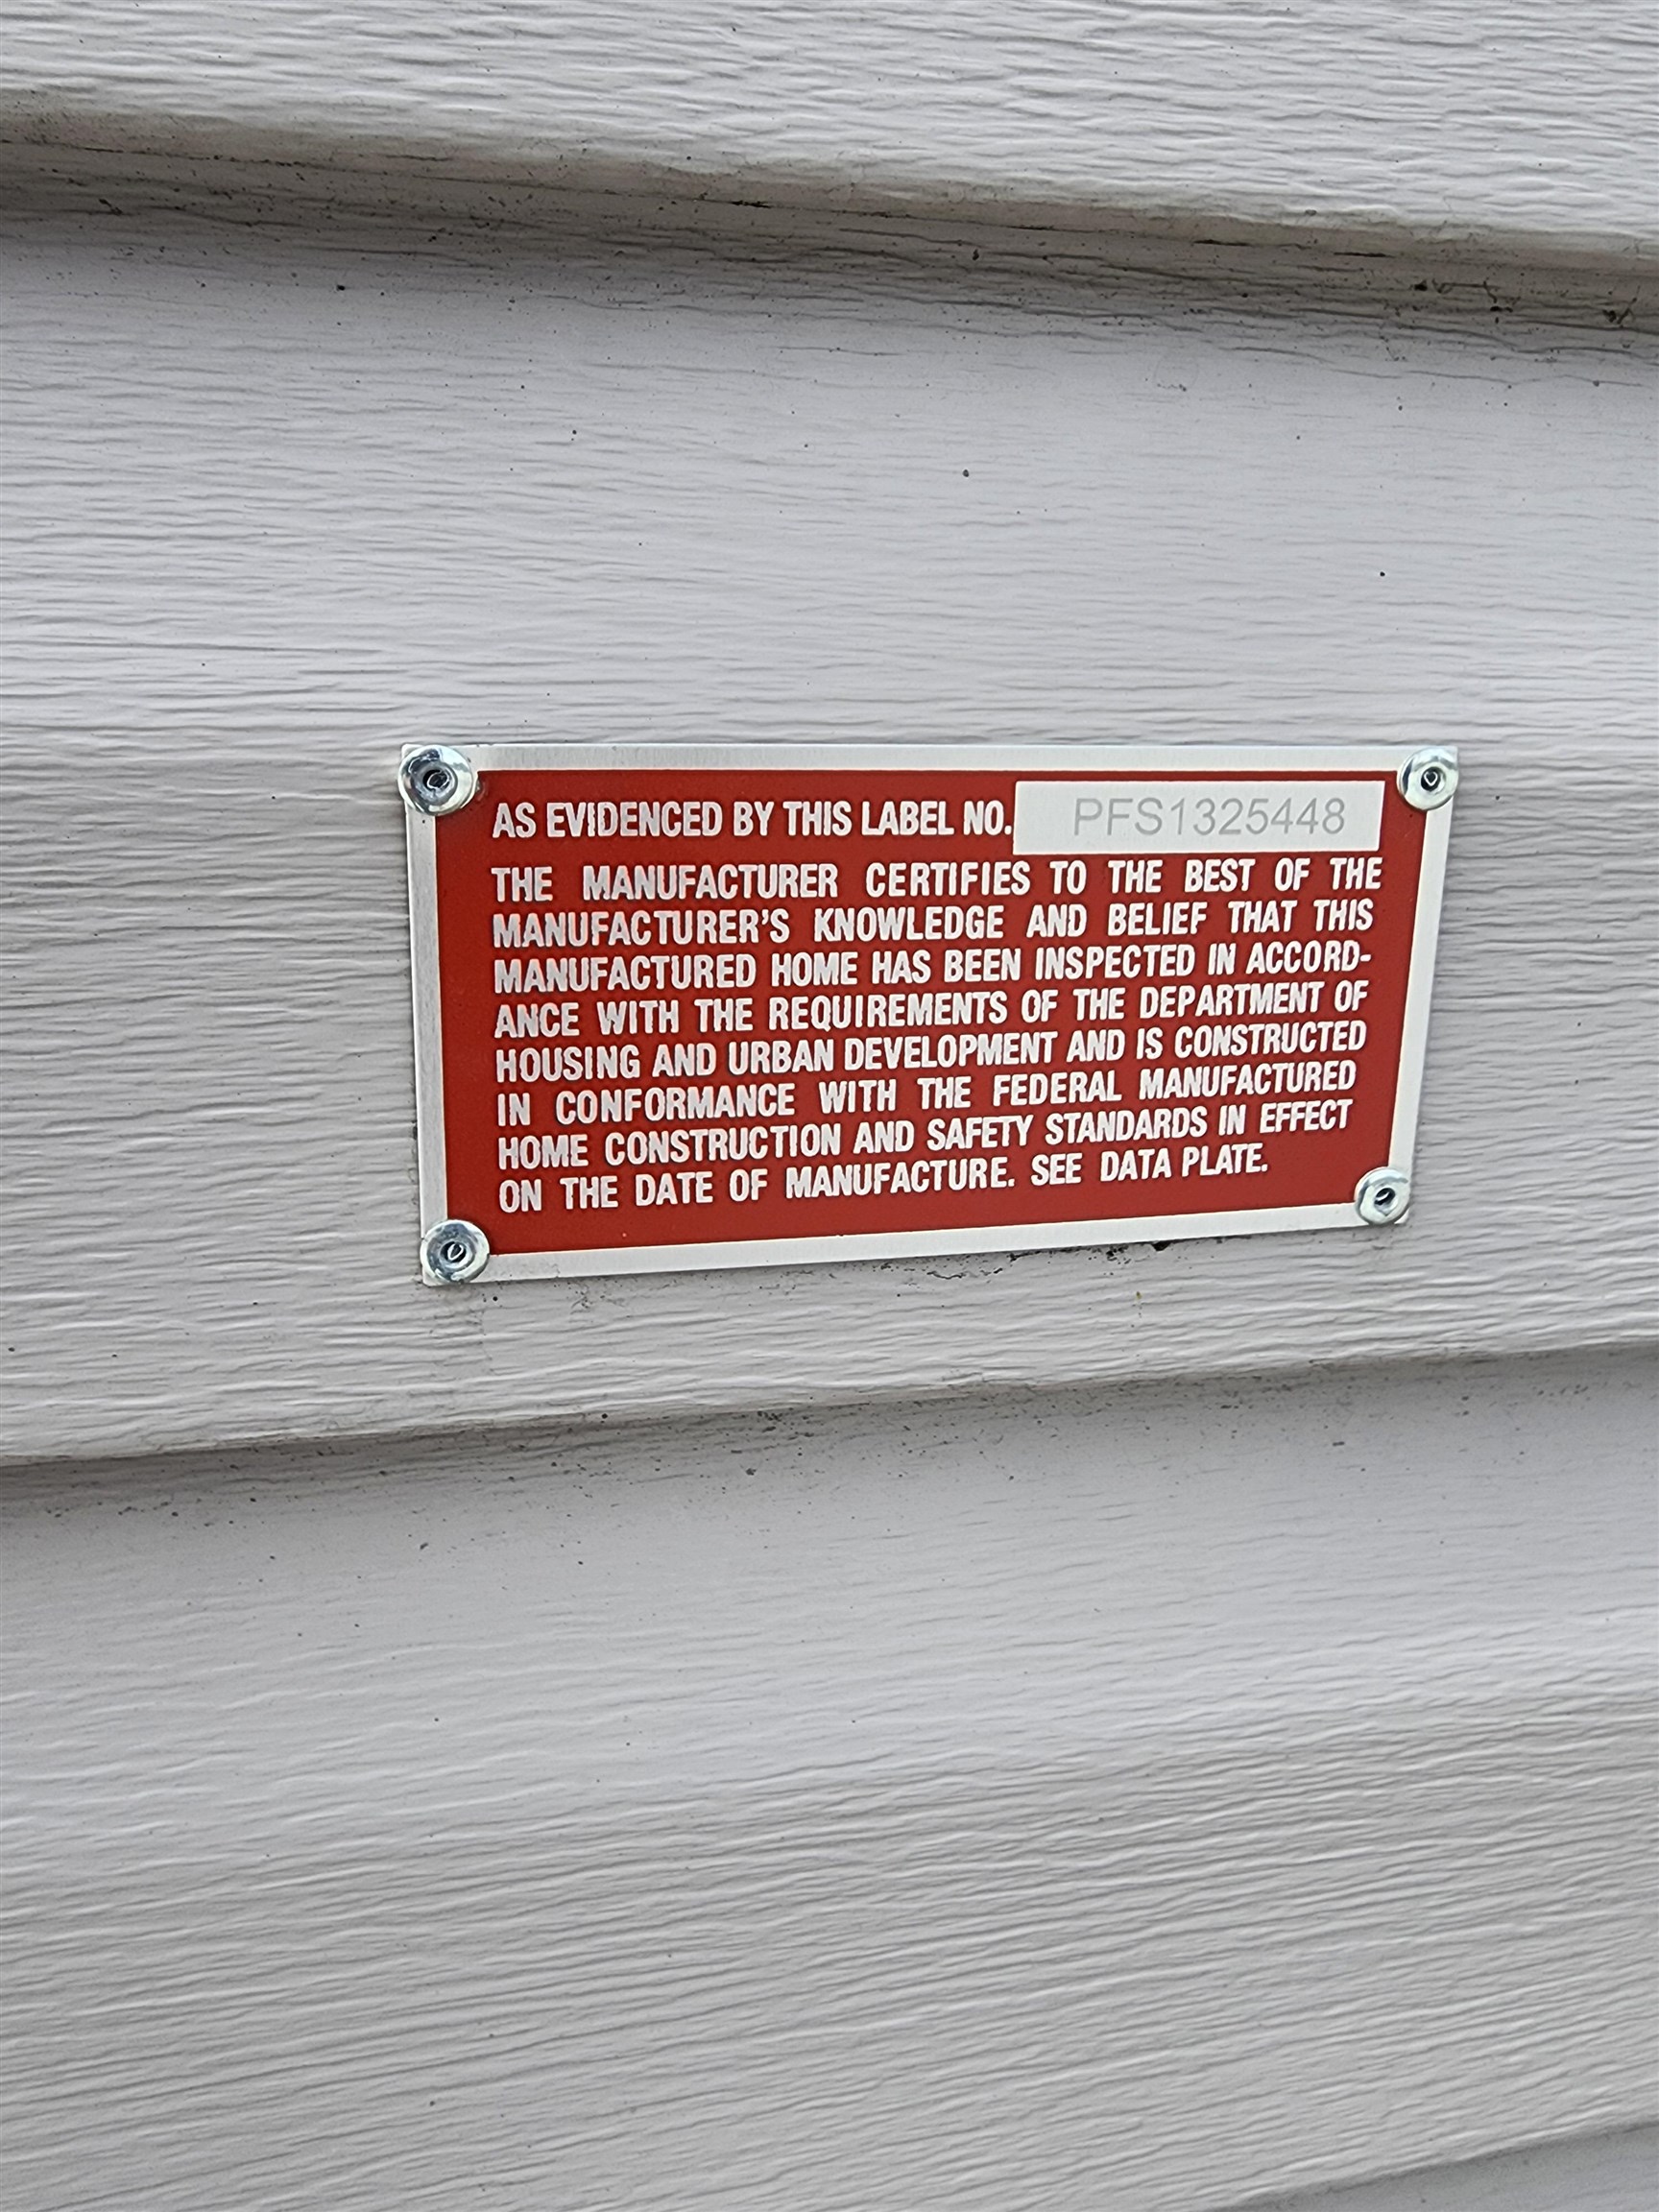 AS EVIDENCED BY THIS LABEL NO. PFS1325448
THE MANUFACTURER CERTIFIES TO THE BEST OF THE
MANUFACTURER'S KNOWLEDGE AND BELIEF THAT THIS
MANUFACTURED HOME HAS BEEN INSPECTED IN ACCORD-
ANCE WITH THE REQUIREMENTS OF THE DEPARTMENT OF
HOUSING AND URBAN DEVELOPMENT AND IS CONSTRUCTED
IN CONFORMANCE WITH THE FEDERAL MANUFACTURED
HOME CONSTRUCTION AND SAFETY STANDARDS IN EFFECT
ON THE DATE OF MANUFACTURE. SEE DATA PLATE.